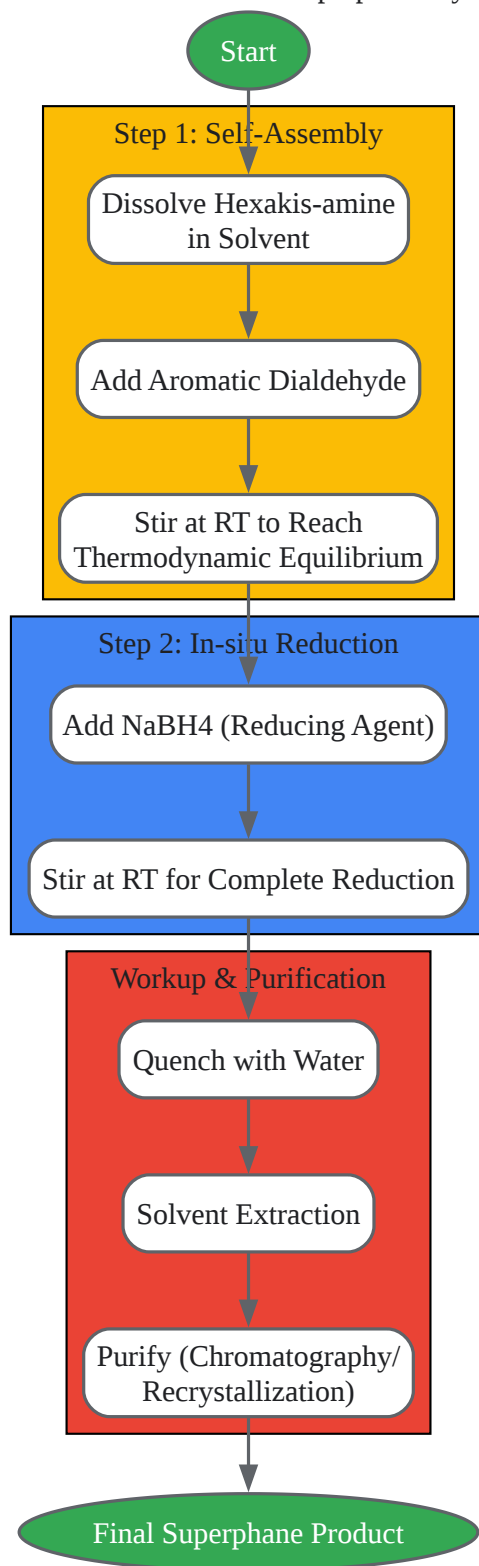 Start
Step 1: Self-Assembly
Dissolve Hexakis-amine
in Solvent
Add Aromatic Dialdehyde
Stir at RT to Reach
Thermodynamic Equilibrium
Step 2: In-situ Reduction
Add NaBH4 (Reducing Agent)
Stir at RT for Complete Reduction
Workup & Purification
Quench with Water
Solvent Extraction
Purify (Chromatography/
Recrystallization)
Final Superphane Product